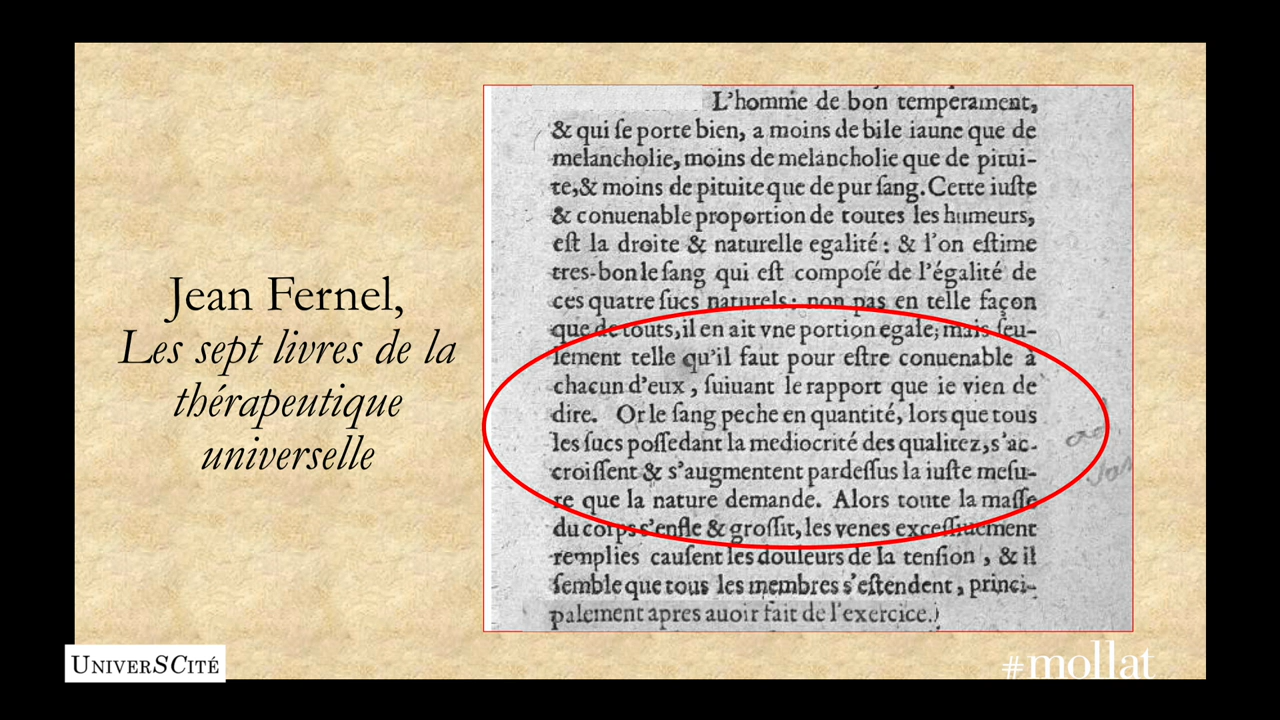 Jean Fernel,
Les sept livres de la
thérapeutique
universelle
L'homme de bon temperament,
& qui ſe porte bien, a moins de bile iaune que de
melancholie, moins de melancholie que de pitui-
te, & moins de pituite que de pur ſang. Cette iuſte
& conuenable proportion de toutes les humeurs,
eſt la droite & naturelle egalité : & l'on eſtime
tres-bon le ſang qui eſt compoſé de l'égalité de
ces quatre ſucs naturels : non pas en telle façon
que de touts, il en ait vne portion egale; mais ſeu-
lement telle qu'il faut pour eſtre conuenable à
chacun d'eux, ſuiuant le rapport que ie vien de
dire. Or le ſang peche en quantité, lors que tous
les ſucs poſſedant la mediocrité des qualitez, s'ac-
croiſſent & s'augmentent pardeſſus la iuſte meſu-
re que la nature demande. Alors toute la maſſe
du corps s'enfle & groſſit, les venes exceſſiuement
remplies cauſent les douleurs de la tenſion, & il
ſemble que tous les membres s'eſtendent, princi-
palement apres auoir fait de l'exercice.)
UNIVERSCITÉ
#mollat